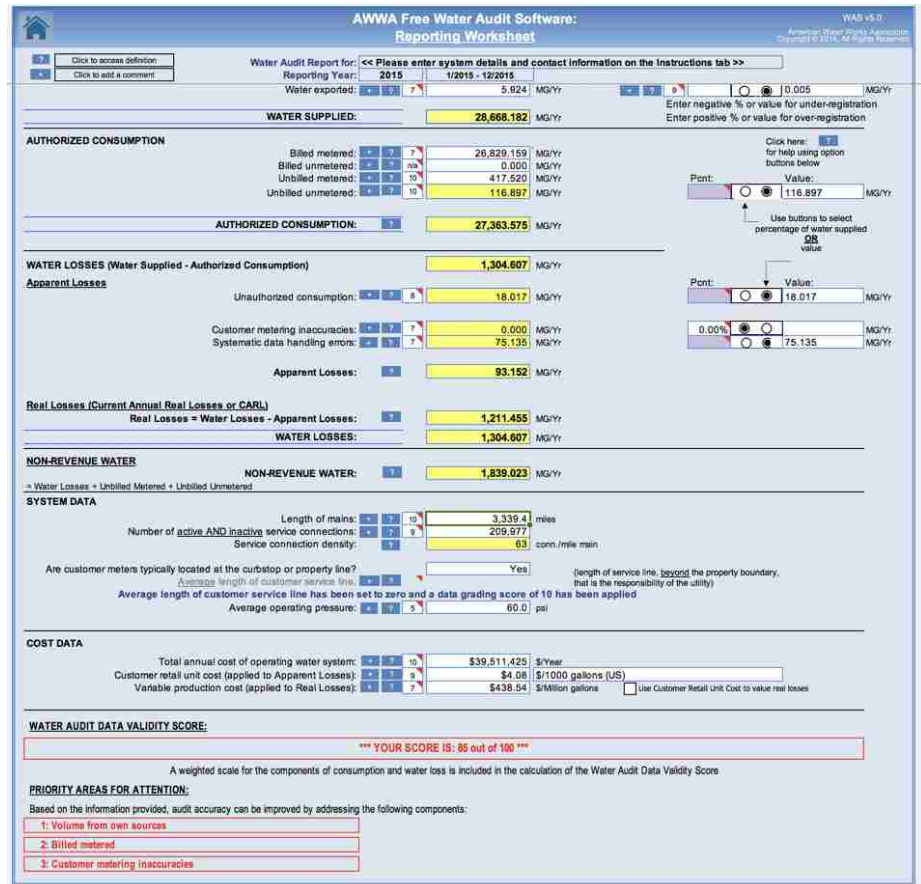 AWWA Free Water Audit Software:
WAS v5.0
Reporting Worksheet
American Water Works Association
Copyright © 2014, All Rights Reserved
? Click to access definition
+ Click to add a comment
Water Audit Report for: << Please enter system details and contact information on the Instructions tab >>
Reporting Year: 2015 1/2015 - 12/2015
Water exported: + ? 7 5.924 MG/Yr + ? 9 0.005 MG/Yr
Enter negative % or value for under-registration
WATER SUPPLIED: 28,668.182 MG/Yr Enter positive % or value for over-registration
AUTHORIZED CONSUMPTION
Click here: ?
for help using option
buttons below
Billed metered: + ? 7 26,829.159 MG/Yr
Billed unmetered: + ? n/a 0.000 MG/Yr
Unbilled metered: + ? 10 417.520 MG/Yr Pcnt: Value:
Unbilled unmetered: + ? 10 116.897 MG/Yr 116.897 MG/Yr
AUTHORIZED CONSUMPTION: ? 27,363.575 MG/Yr
Use buttons to select
percentage of water supplied
OR
value
WATER LOSSES (Water Supplied - Authorized Consumption) 1,304.607 MG/Yr
Apparent Losses Pcnt: Value:
Unauthorized consumption: + ? 8 18.017 MG/Yr 18.017 MG/Yr
Customer metering inaccuracies: + ? 7 0.000 MG/Yr 0.00% MG/Yr
Systematic data handling errors: + ? 7 75.135 MG/Yr 75.135 MG/Yr
Apparent Losses: ? 93.152 MG/Yr
Real Losses (Current Annual Real Losses or CARL)
Real Losses = Water Losses - Apparent Losses: ? 1,211.455 MG/Yr
WATER LOSSES: 1,304.607 MG/Yr
NON-REVENUE WATER
NON-REVENUE WATER: ? 1,839.023 MG/Yr
= Water Losses + Unbilled Metered + Unbilled Unmetered
SYSTEM DATA
Length of mains: + ? 10 3,339.4 miles
Number of active AND inactive service connections: + ? 9 209,977
Service connection density: ? 63 conn./mile main
Are customer meters typically located at the curbstop or property line? Yes (length of service line, beyond the property boundary,
Average length of customer service line: + ? that is the responsibility of the utility)
Average length of customer service line has been set to zero and a data grading score of 10 has been applied
Average operating pressure: + ? 5 60.0 psi
COST DATA
Total annual cost of operating water system: + ? 10 $39,511,425 $/Year
Customer retail unit cost (applied to Apparent Losses): + ? 9 $4.08 $/1000 gallons (US)
Variable production cost (applied to Real Losses): + ? 7 $438.54 $/Million gallons Use Customer Retail Unit Cost to value real losses
WATER AUDIT DATA VALIDITY SCORE:
*** YOUR SCORE IS: 85 out of 100 ***
A weighted scale for the components of consumption and water loss is included in the calculation of the Water Audit Data Validity Score
PRIORITY AREAS FOR ATTENTION:
Based on the information provided, audit accuracy can be improved by addressing the following components:
1: Volume from own sources
2: Billed metered
3: Customer metering inaccuracies